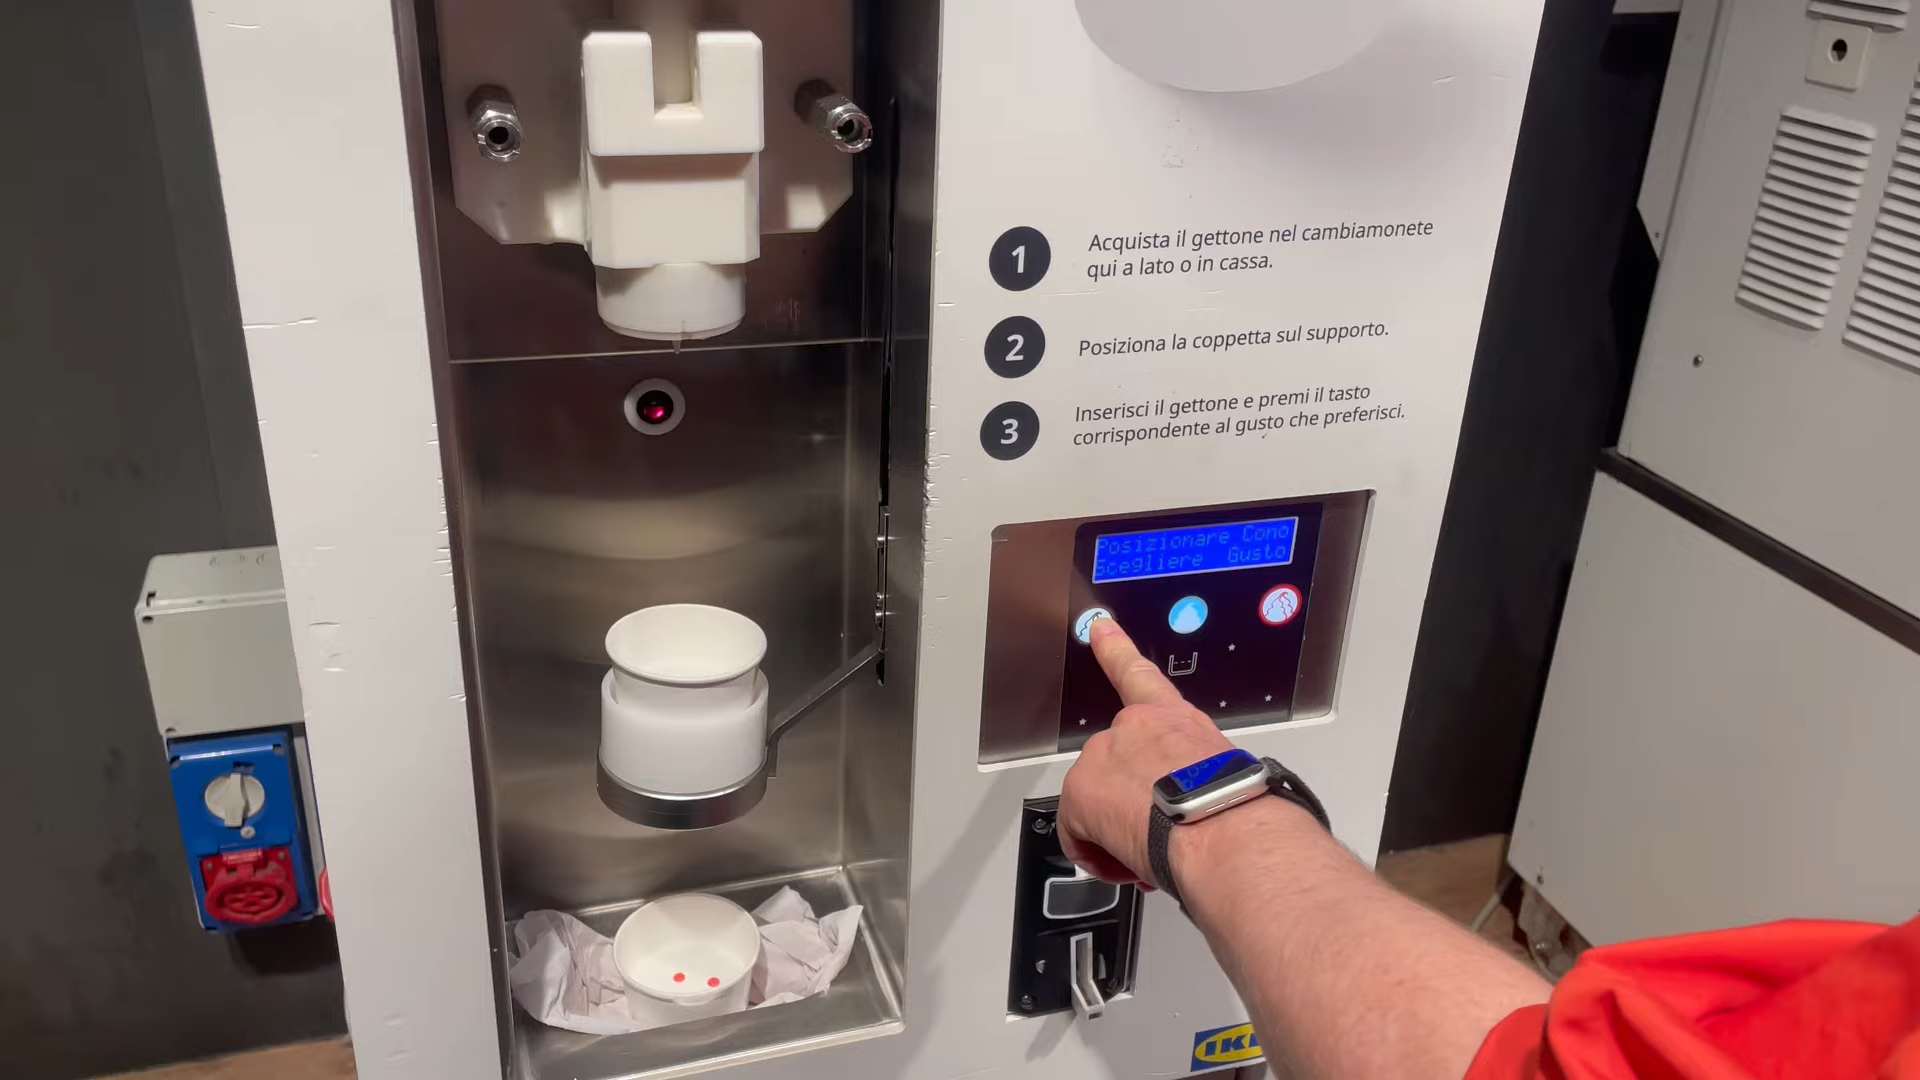 1
Acquista il gettone nel cambiamonete
qui a lato o in cassa.
2
Posiziona la coppetta sul supporto.
3
Inserisci il gettone e premi il tasto
corrispondente al gusto che preferisci.
Posizionare Cono
Scegliere Gusto